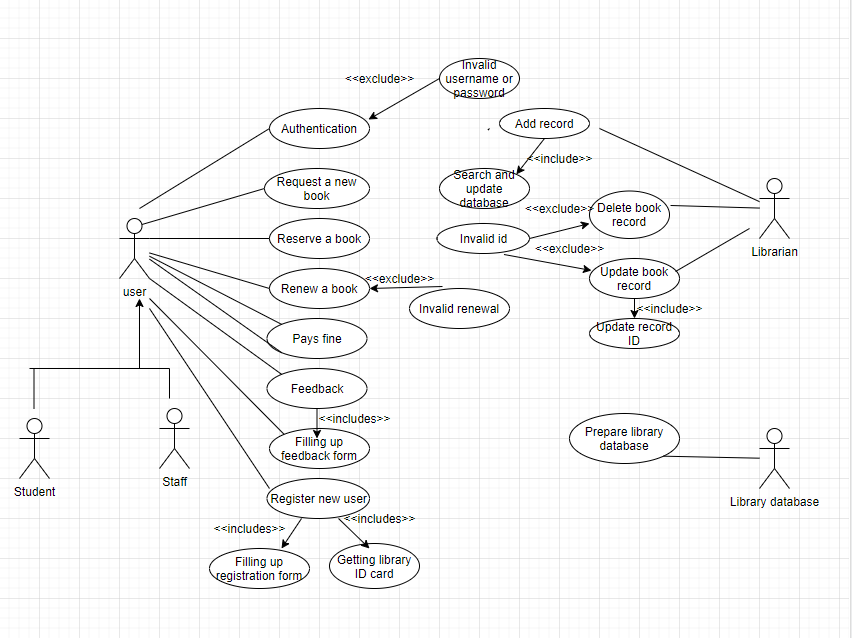 Invalid
username or
password
<<exclude>>
Authentication
Add record
<<include>>
Request a new
book
Search and
update
database
<<exclude>>
Delete book
record
Reserve a book
Invalid id
<<exclude>>
Librarian
user
Renew a book
<<exclude>>
Update book
record
Invalid renewal
<<include>>
Update record
ID
Pays fine
Feedback
<<includes>>
Filling up
feedback form
Prepare library
database
Student
Staff
Library database
Register new user
<<includes>>
<<includes>>
Filling up
registration form
Getting library
ID card